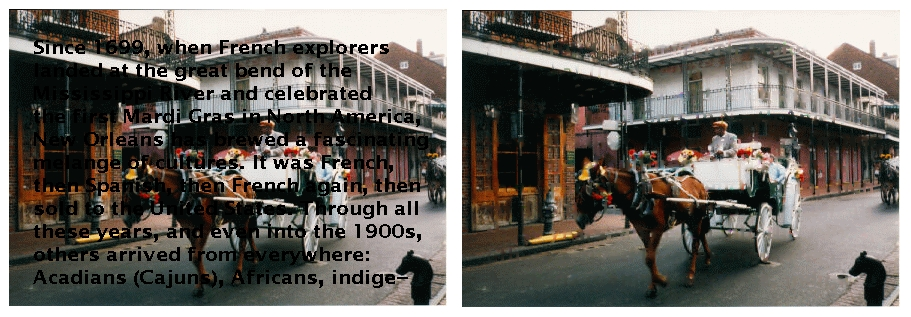 Since 1699, when French explorers
landed at the great bend of the
Mississippi River and celebrated
the first Mardi Gras in North America,
New Orleans has brewed a fascinating
melange of cultures. It was French,
then Spanish, then French again, then
sold to the United States. Through all
these years, and even into the 1900s,
others arrived from everywhere:
Acadians (Cajuns), Africans, indige-